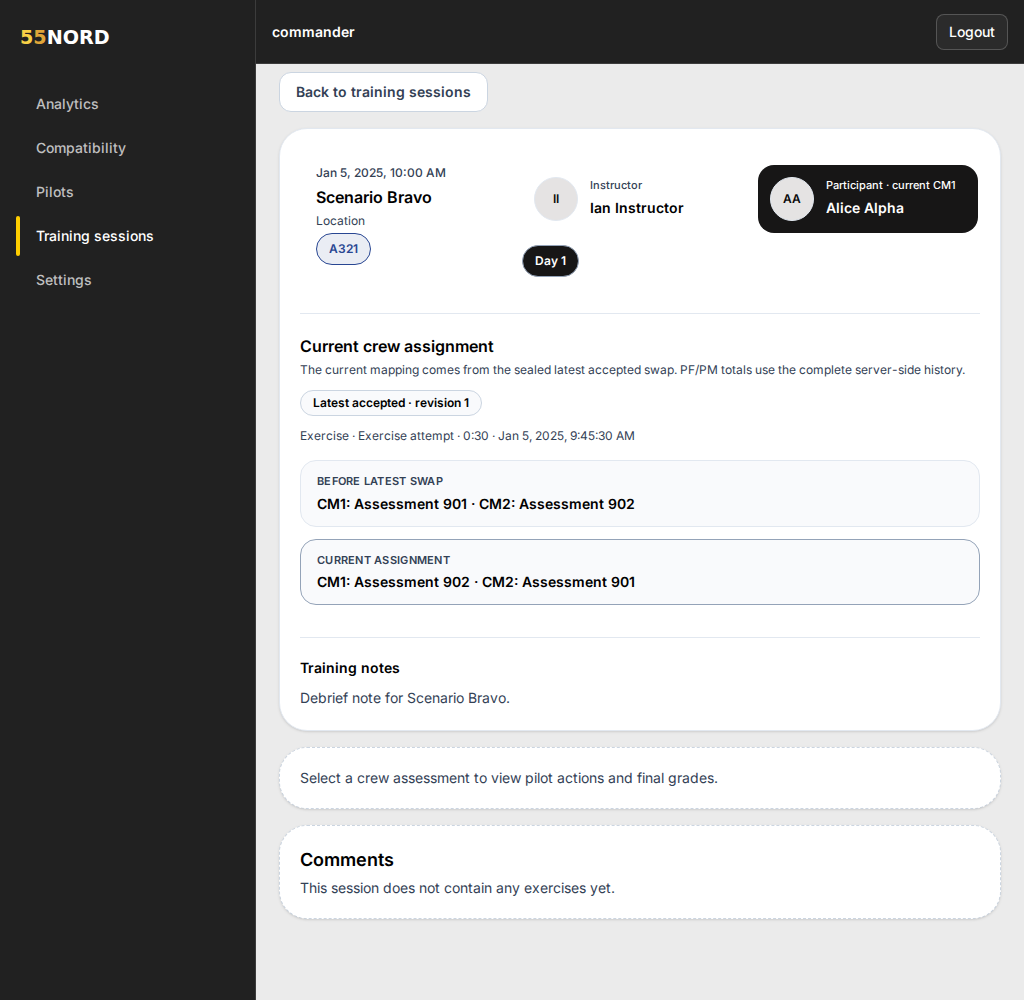 55NORD
commander
Logout
Analytics
Compatibility
Pilots
Training sessions
Settings
Back to training sessions
Jan 5, 2025, 10:00 AM
Scenario Bravo
Location
A321
II
Instructor
Ian Instructor
Day 1
AA
Participant · current CM1
Alice Alpha
Current crew assignment
The current mapping comes from the sealed latest accepted swap. PF/PM totals use the complete server-side history.
Latest accepted · revision 1
Exercise · Exercise attempt · 0:30 · Jan 5, 2025, 9:45:30 AM
BEFORE LATEST SWAP
CM1: Assessment 901 · CM2: Assessment 902
CURRENT ASSIGNMENT
CM1: Assessment 902 · CM2: Assessment 901
Training notes
Debrief note for Scenario Bravo.
Select a crew assessment to view pilot actions and final grades.
Comments
This session does not contain any exercises yet.